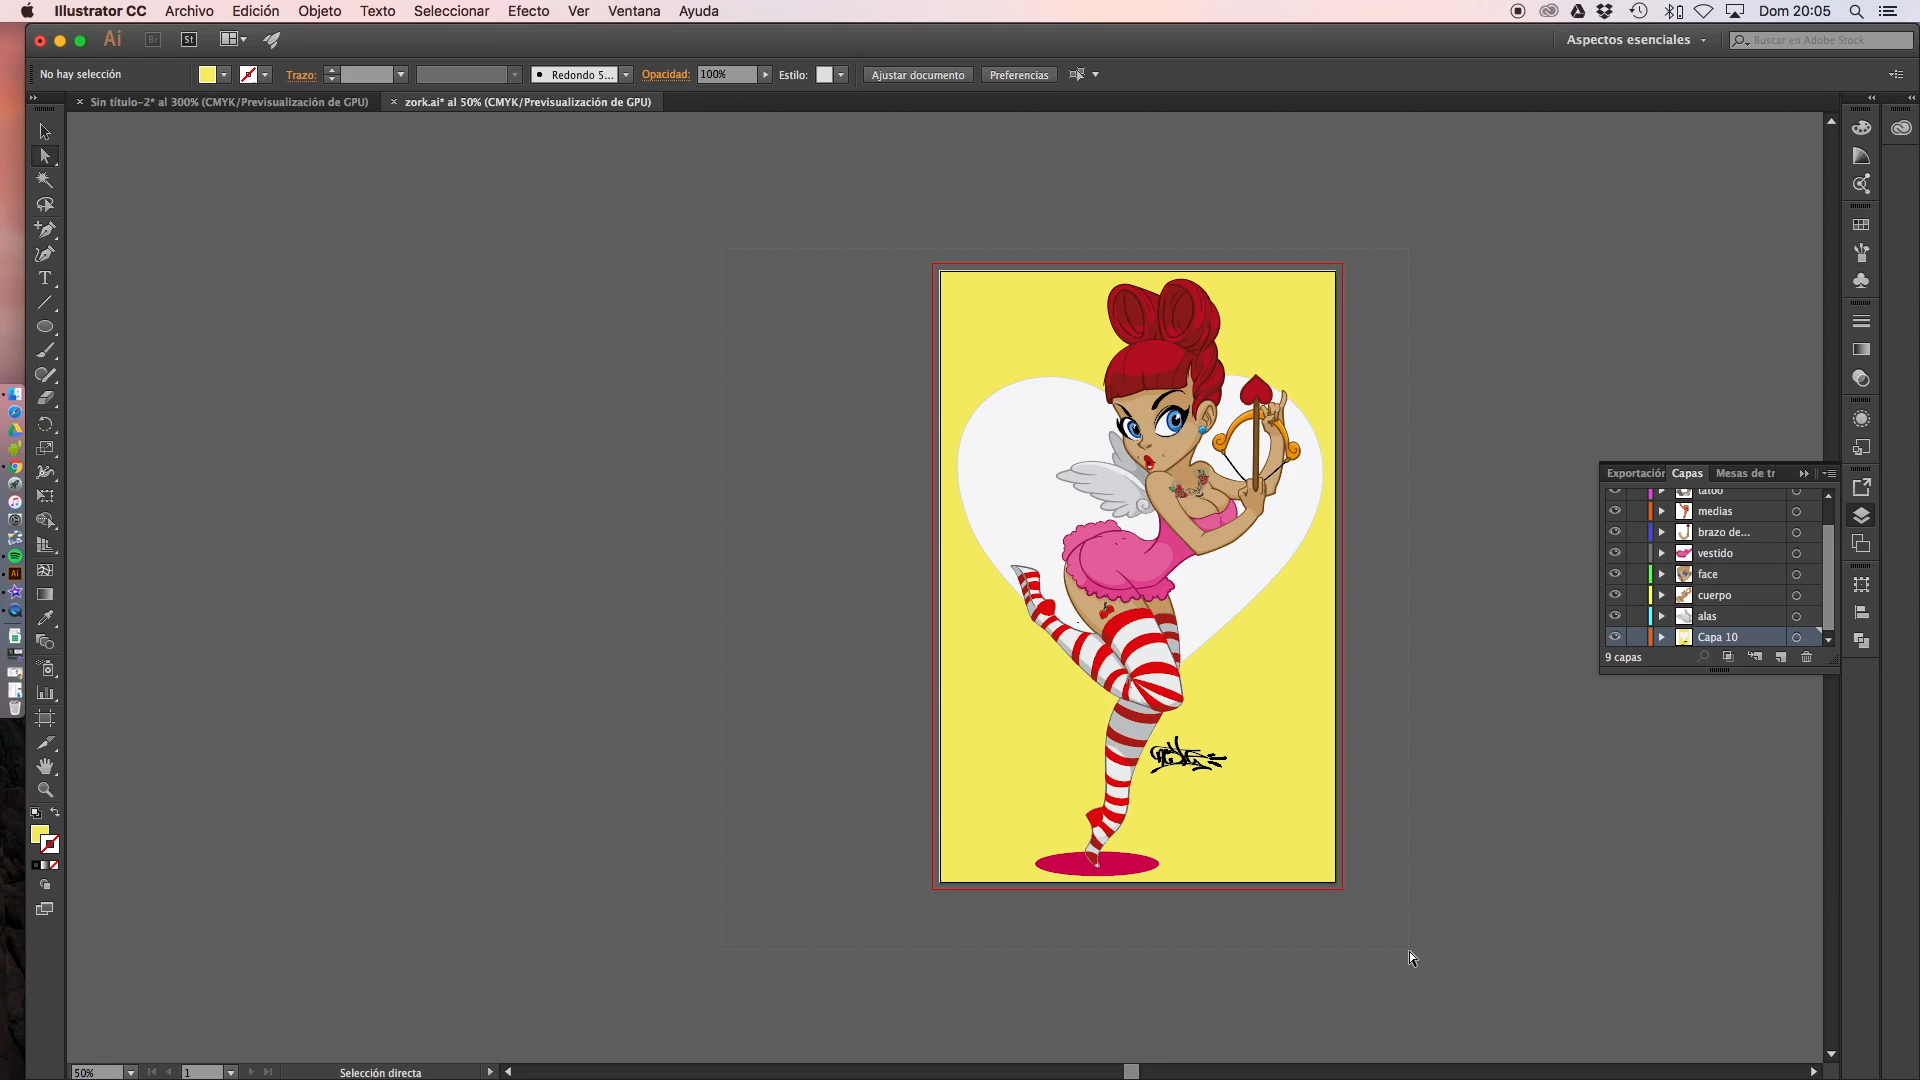 Illustrator CC Archivo Edición Objeto Texto Seleccionar Efecto Ver Ventana Ayuda Dom 20:05
Ai Br St Aspectos esenciales Buscar en Adobe Stock
No hay selección Trazo: Redondo 5... Opacidad: 100% Estilo: Ajustar documento Preferencias
Sin título-2* al 300% (CMYK/Previsualización de GPU) zork.ai* al 50% (CMYK/Previsualización de GPU)
Exportación Capas Mesas de tr
tatoo
medias
brazo de...
vestido
face
cuerpo
alas
Capa 10
9 capas
50% 1 Selección directa